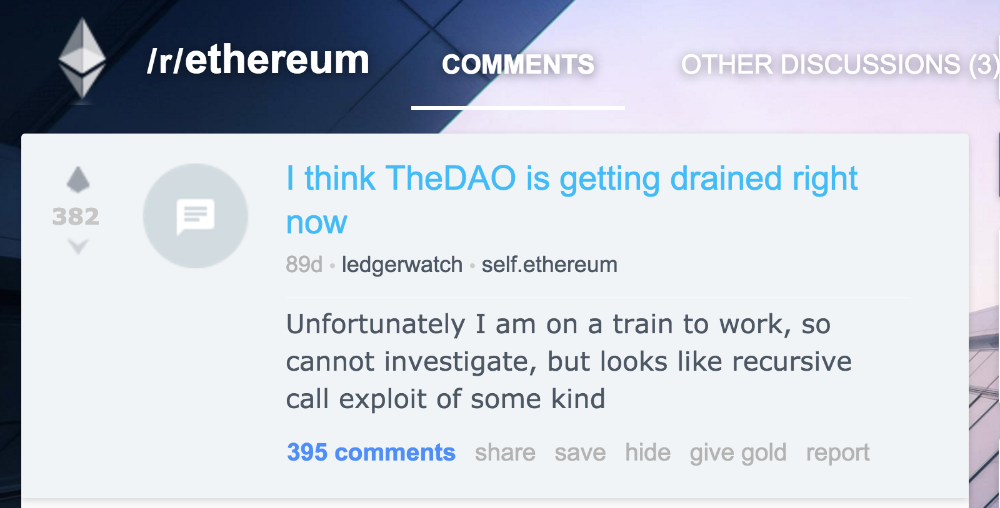 /r/ethereum COMMENTS OTHER DISCUSSIONS (3)
I think TheDAO is getting drained right
now
382
89d • ledgerwatch • self.ethereum
Unfortunately I am on a train to work, so
cannot investigate, but looks like recursive
call exploit of some kind
395 comments share save hide give gold report